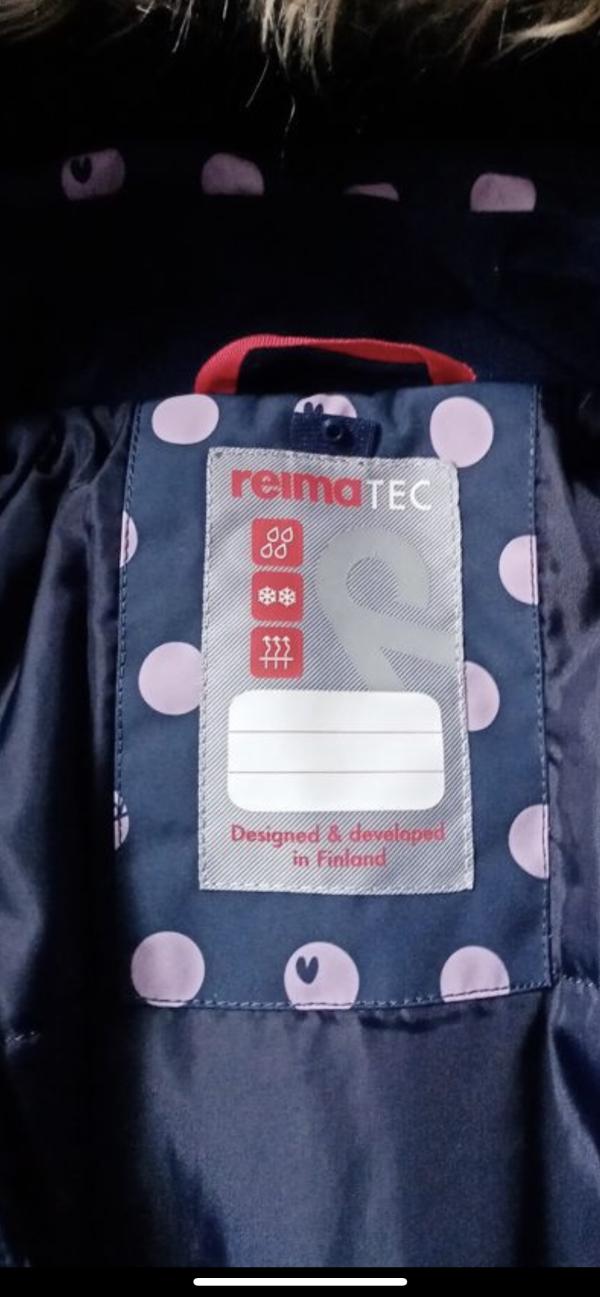 reimaTEC
Designed & developed
in Finland